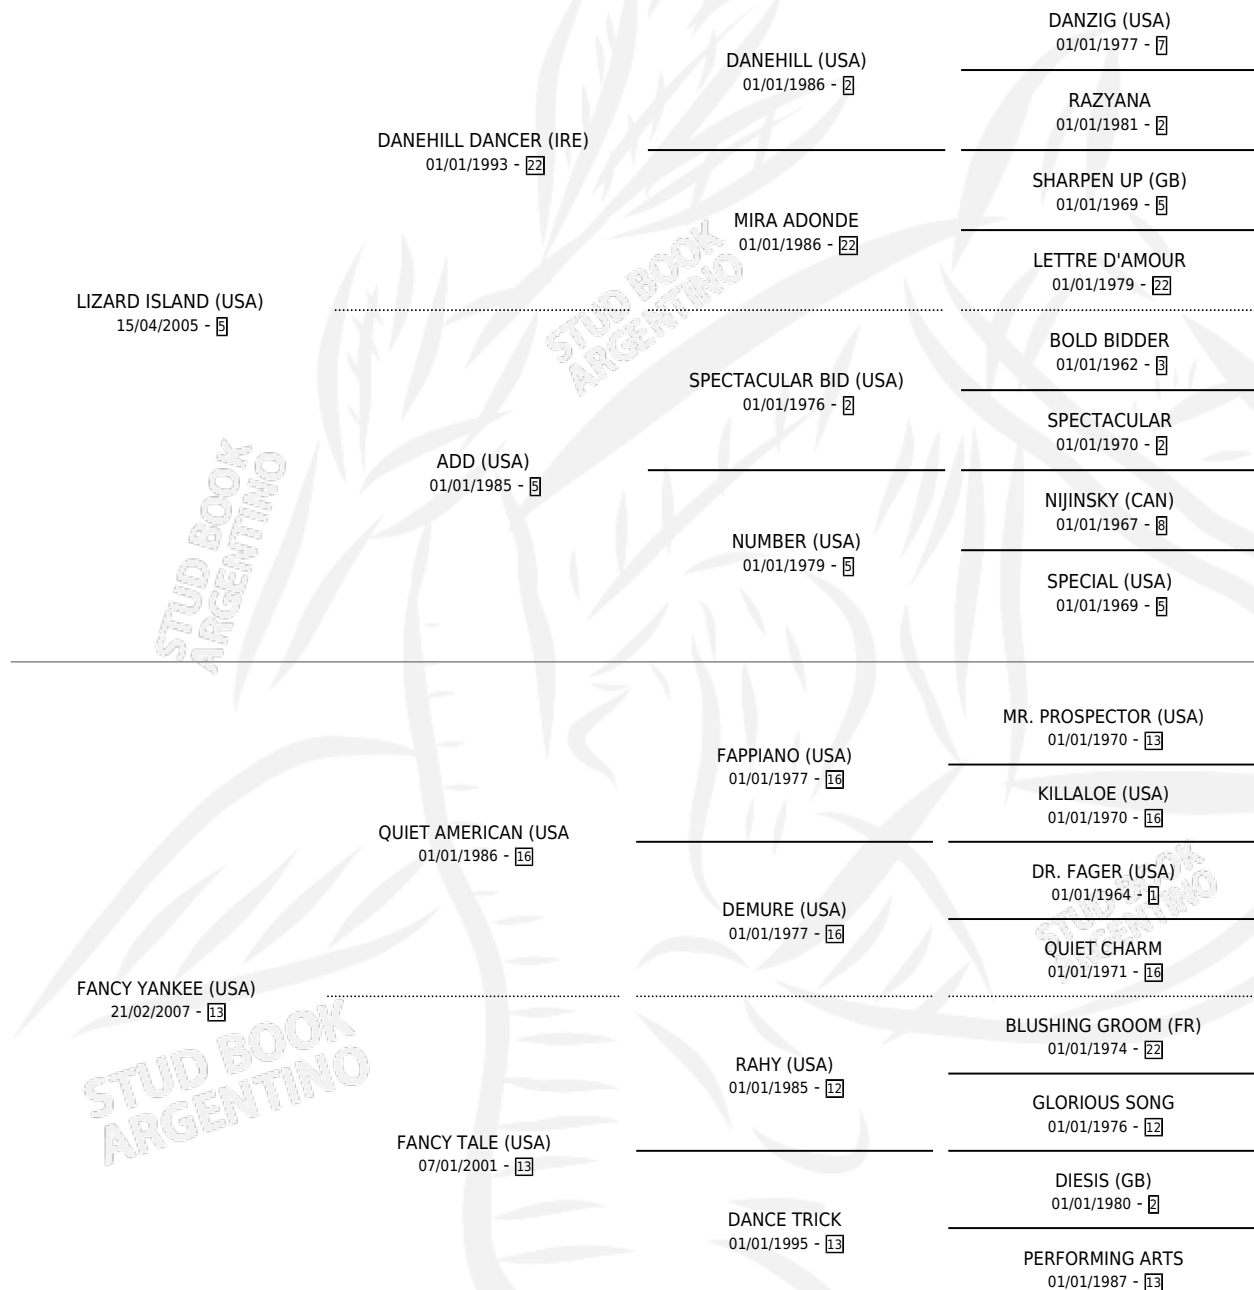 DANZIG (USA)
01/01/1977 - 7
DANEHILL (USA)
01/01/1986 - 2
RAZYANA
01/01/1981 - 2
DANEHILL DANCER (IRE)
01/01/1993 - 22
SHARPEN UP (GB)
01/01/1969 - 5
MIRA ADONDE
01/01/1986 - 22
LETTRE D'AMOUR
01/01/1979 - 22
LIZARD ISLAND (USA)
15/04/2005 - 5
STUD BOOK
ARGENTINO
BOLD BIDDER
01/01/1962 - 3
SPECTACULAR BID (USA)
01/01/1976 - 2
SPECTACULAR
01/01/1970 - 2
ADD (USA)
01/01/1985 - 5
NIJINSKY (CAN)
01/01/1967 - 8
NUMBER (USA)
01/01/1979 - 5
SPECIAL (USA)
01/01/1969 - 5
STUD BOOK
ARGENTINO
MR. PROSPECTOR (USA)
01/01/1970 - 13
FAPPIANO (USA)
01/01/1977 - 16
KILLALOE (USA)
01/01/1970 - 16
QUIET AMERICAN (USA
01/01/1986 - 16
DR. FAGER (USA)
01/01/1964 - 1
DEMURE (USA)
01/01/1977 - 16
STUD BOOK
ARGENTINO
QUIET CHARM
01/01/1971 - 16
FANCY YANKEE (USA)
21/02/2007 - 13
STUD BOOK
ARGENTINO
BLUSHING GROOM (FR)
01/01/1974 - 22
RAHY (USA)
01/01/1985 - 12
GLORIOUS SONG
01/01/1976 - 12
FANCY TALE (USA)
07/01/2001 - 13
DIESIS (GB)
01/01/1980 - 2
DANCE TRICK
01/01/1995 - 13
PERFORMING ARTS
01/01/1987 - 13